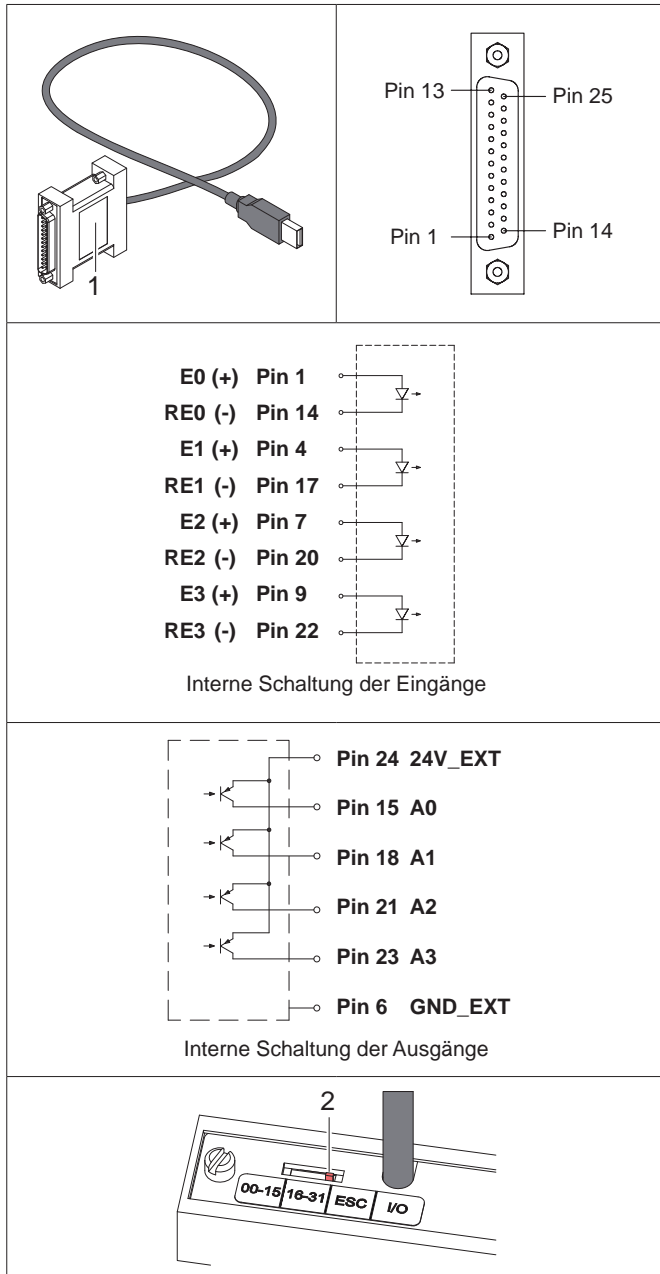 1
Pin 13
Pin 25
Pin 1
Pin 14
E0 (+) Pin 1
RE0 (-) Pin 14
E1 (+) Pin 4
RE1 (-) Pin 17
E2 (+) Pin 7
RE2 (-) Pin 20
E3 (+) Pin 9
RE3 (-) Pin 22
Interne Schaltung der Eingänge
Pin 24 24V_EXT
Pin 15 A0
Pin 18 A1
Pin 21 A2
Pin 23 A3
Pin 6 GND_EXT
Interne Schaltung der Ausgänge
2
00-15 16-31 ESC I/O